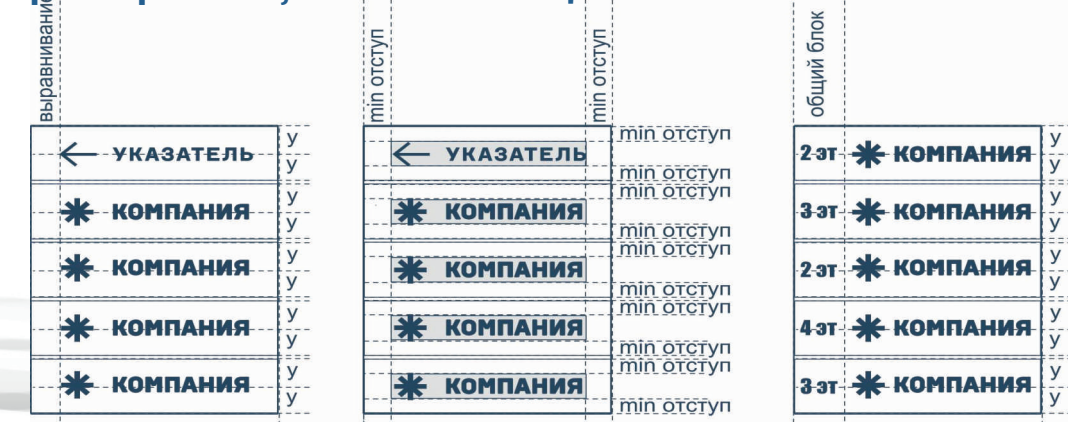 выравнивание
У
← УКАЗАТЕЛЬ
У
У
КОМПАНИЯ
У
У
КОМПАНИЯ
У
У
КОМПАНИЯ
У
У
КОМПАНИЯ
У
min отступ
min отступ
min отступ
← УКАЗАТЕЛЬ
min отступ
min отступ
КОМПАНИЯ
min отступ
min отступ
КОМПАНИЯ
min отступ
min отступ
КОМПАНИЯ
min отступ
min отступ
КОМПАНИЯ
min отступ
общий блок
У
2 эт КОМПАНИЯ
У
У
3 эт КОМПАНИЯ
У
У
2 эт КОМПАНИЯ
У
У
4 эт КОМПАНИЯ
У
У
3 эт КОМПАНИЯ
У